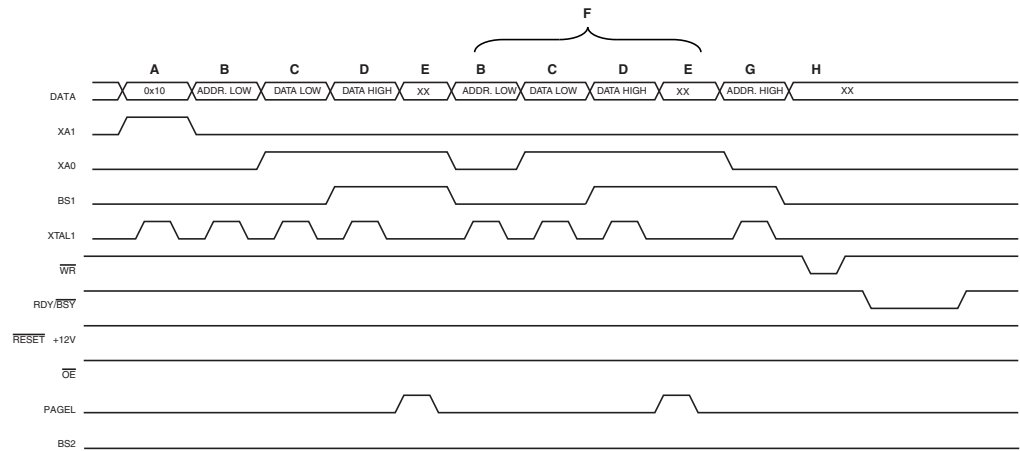 F
A B C D E B C D E G H
DATA 0x10 ADDR. LOW DATA LOW DATA HIGH XX ADDR. LOW DATA LOW DATA HIGH XX ADDR. HIGH XX
XA1
XA0
BS1
XTAL1
WR
RDY/BSY
RESET +12V
OE
PAGEL
BS2